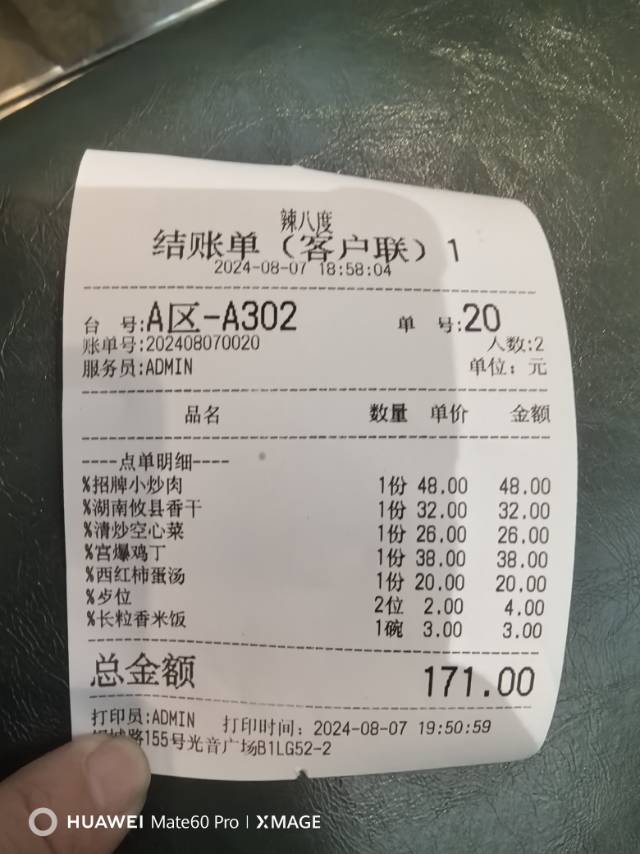 辣八度
结账单（客户联）1
2024-08-07 18:58:04
台 号:A区-A302 单 号:20
账单号:202408070020 人数:2
服务员:ADMIN 单位：元
品名 数量 单价 金额
----点单明细----
%招牌小炒肉 1份 48.00 48.00
%湖南攸县香干 1份 32.00 32.00
%清炒空心菜 1份 26.00 26.00
%宫爆鸡丁 1份 38.00 38.00
%西红柿蛋汤 1份 20.00 20.00
%歺位 2位 2.00 4.00
%长粒香米饭 1碗 3.00 3.00
总金额 171.00
打印员:ADMIN 打印时间：2024-08-07 19:50:59
路155号光音广场B1LG52-2
HUAWEI Mate60 Pro | XMAGE